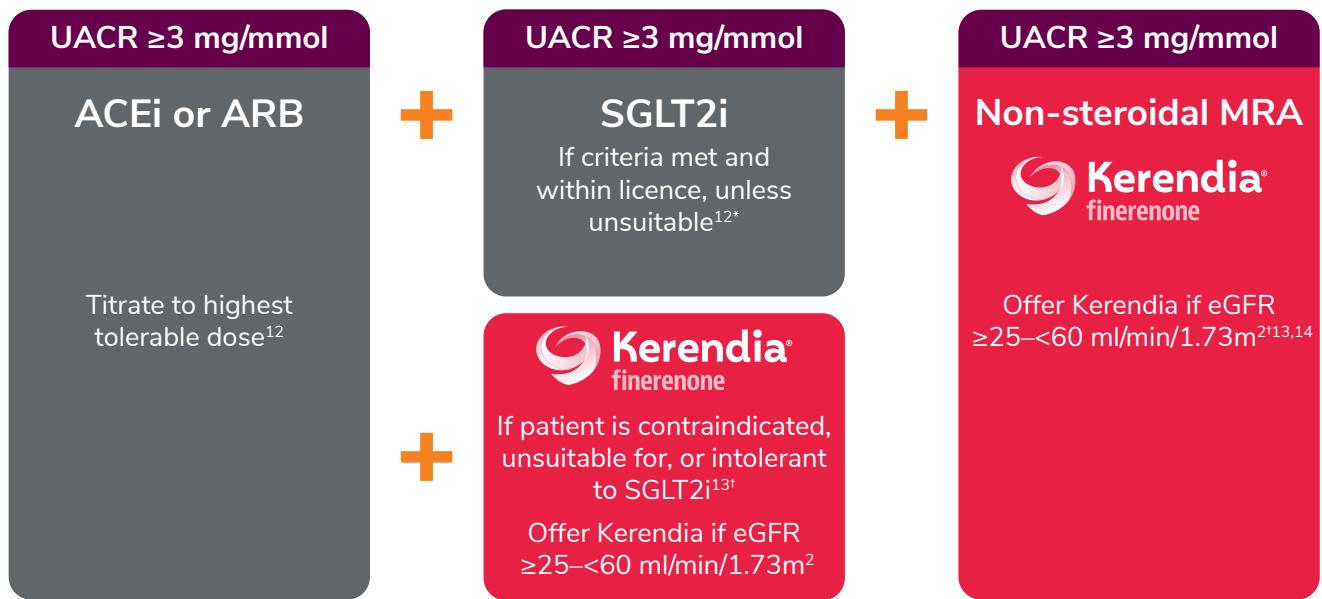 UACR ≥3 mg/mmol
ACEi or ARB
Titrate to highest
tolerable dose¹²
+
+
UACR ≥3 mg/mmol
SGLT2i
If criteria met and
within licence, unless
unsuitable¹²*
Kerendia®
finerenone
If patient is contraindicated,
unsuitable for, or intolerant
to SGLT2i¹³†
Offer Kerendia if eGFR
≥25–<60 ml/min/1.73m²
+
UACR ≥3 mg/mmol
Non-steroidal MRA
Kerendia®
finerenone
Offer Kerendia if eGFR
≥25–<60 ml/min/1.73m²†¹³,¹⁴